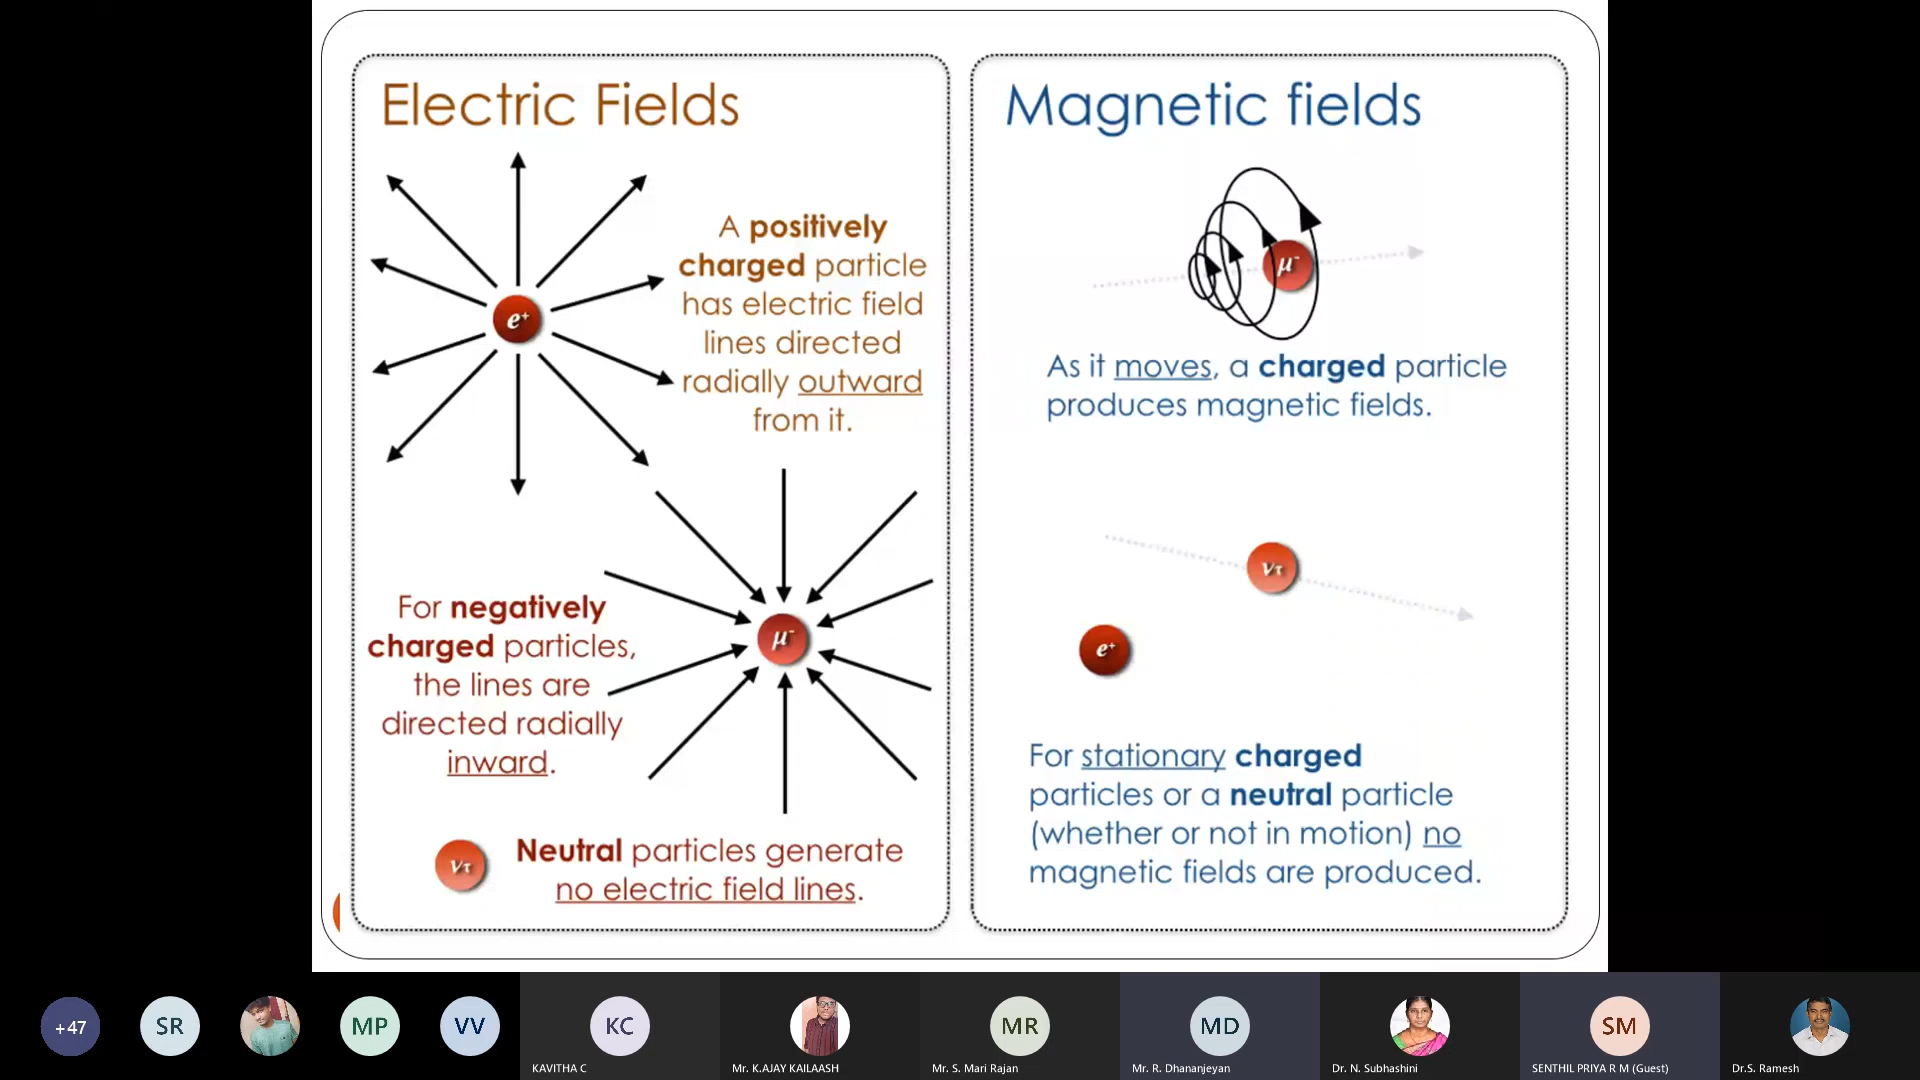 Electric Fields
e⁺
A positively
charged particle
has electric field
lines directed
radially outward
from it.
For negatively
charged particles,
the lines are
directed radially
inward.
μ⁻
ντ
Neutral particles generate
no electric field lines.
Magnetic fields
μ⁻
As it moves, a charged particle
produces magnetic fields.
ντ
e⁺
For stationary charged
particles or a neutral particle
(whether or not in motion) no
magnetic fields are produced.
+47
SR
MP
VV
KC
KAVITHA C
Mr. K.AJAY KAILAASH
MR
Mr. S. Mari Rajan
MD
Mr. R. Dhananjeyan
Dr. N. Subhashini
SM
SENTHIL PRIYA R M (Guest)
Dr.S. Ramesh